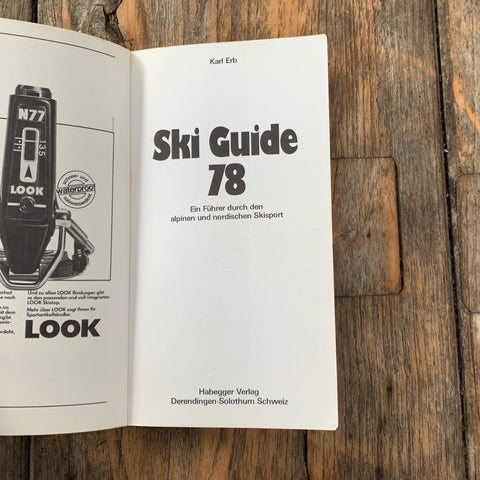 N77
135
LOOK
schnee- und
waterproof
Und zu allen LOOK Bindungen gibt
es den passenden und voll integrierten
LOOK Skistop.
Mehr über LOOK sagt Ihnen Ihr
Sportartikelhändler.
LOOK
Karl Erb
Ski Guide
78
Ein Führer durch den
alpinen und nordischen Skisport
Habegger Verlag
Derendingen-Solothurn Schweiz